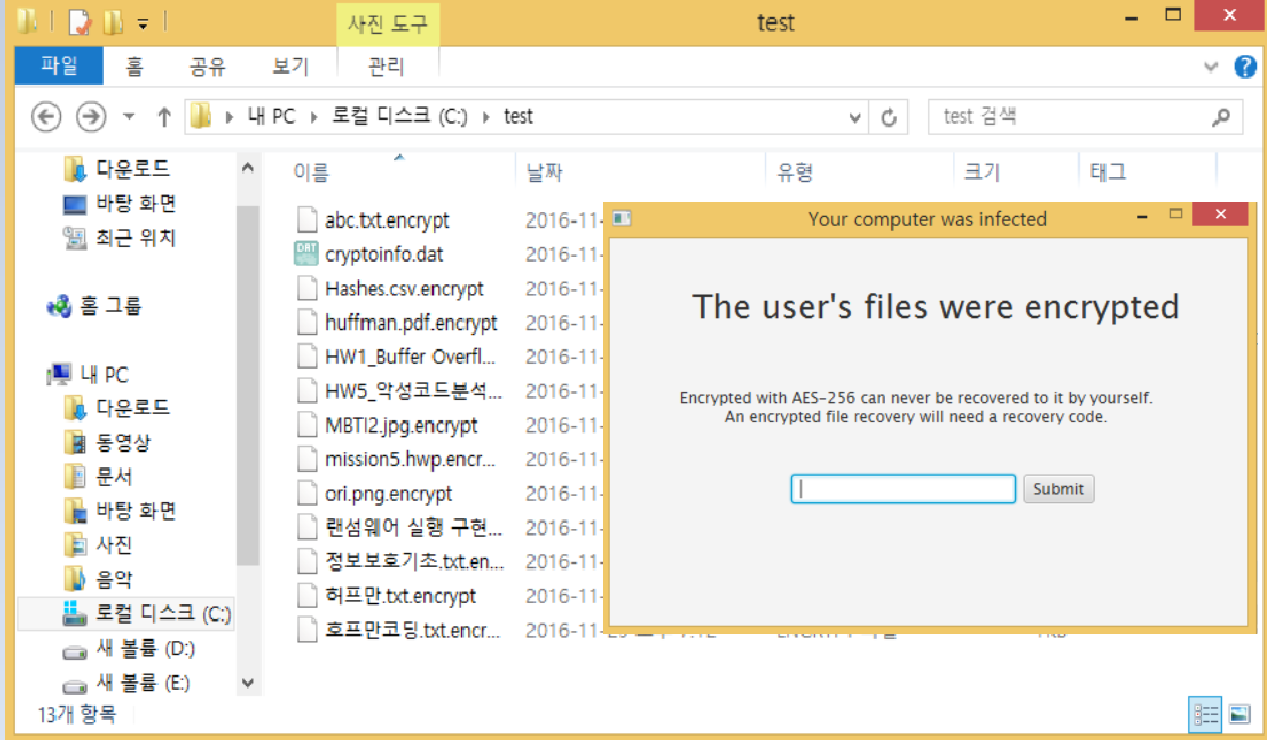 사진 도구
test
파일 홈 공유 보기 관리
내 PC 로컬 디스크 (C:) test
test 검색
다운로드
바탕 화면
최근 위치
홈 그룹
내 PC
다운로드
동영상
문서
바탕 화면
사진
음악
로컬 디스크 (C:)
새 볼륨 (D:)
새 볼륨 (E:)
이름 날짜 유형 크기 태그
abc.txt.encrypt 2016-11-
cryptoinfo.dat 2016-11-
Hashes.csv.encrypt 2016-11-
huffman.pdf.encrypt 2016-11-
HW1_Buffer Overfl... 2016-11-
HW5_악성코드분석... 2016-11-
MBTI2.jpg.encrypt 2016-11-
mission5.hwp.encr... 2016-11-
ori.png.encrypt 2016-11-
랜섬웨어 실행 구현... 2016-11-
정보보호기초.txt.en... 2016-11-
허프만.txt.encrypt 2016-11-
호프만코딩.txt.encr... 2016-11-
Your computer was infected
The user's files were encrypted
Encrypted with AES-256 can never be recovered to it by yourself.
An encrypted file recovery will need a recovery code.
Submit
13개 항목